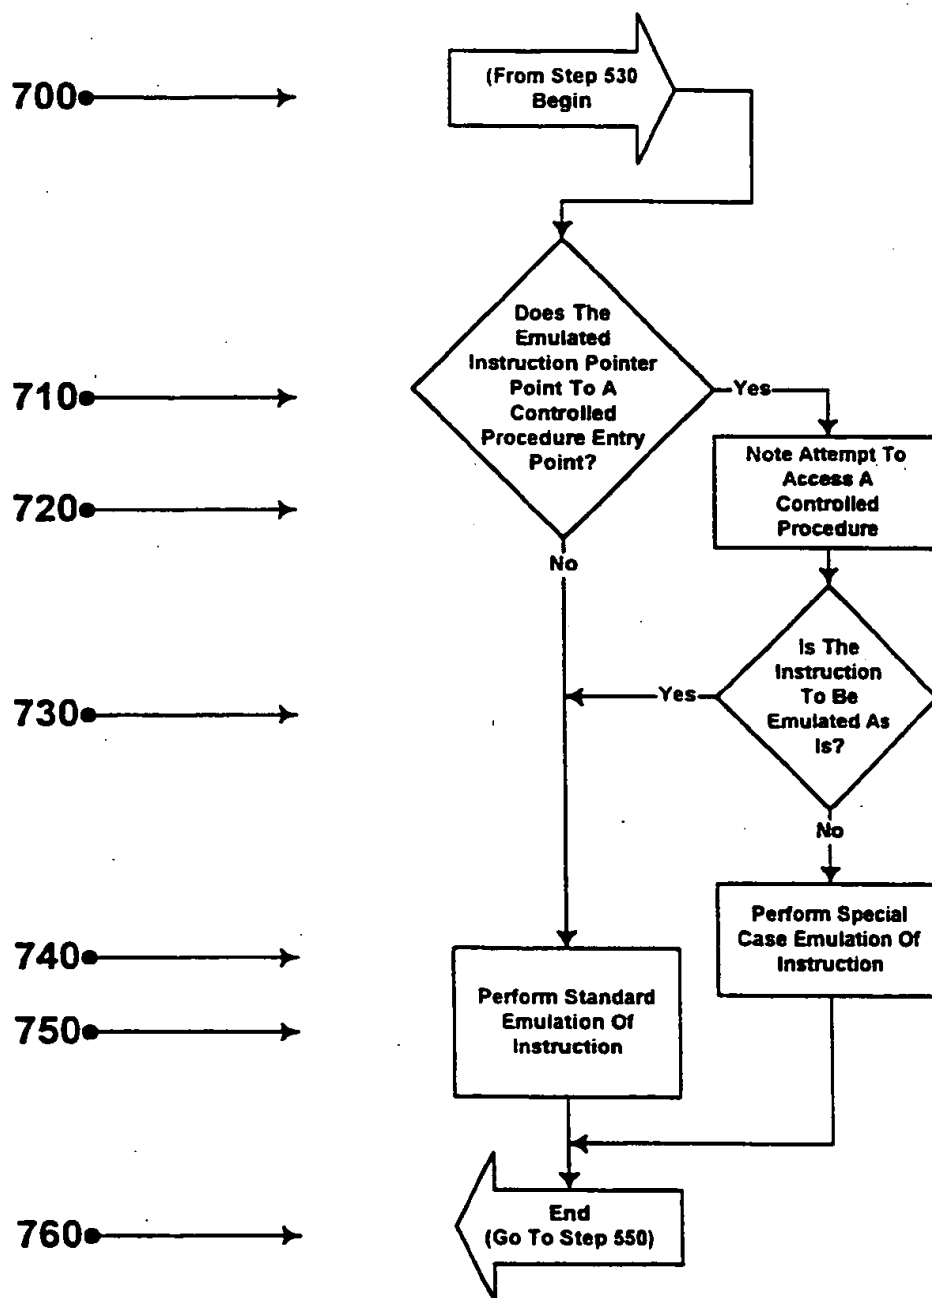 700
(From Step 530
Begin
Does The
Emulated
Instruction Pointer
Point To A
Controlled
Procedure Entry
Point?
710
Yes
Note Attempt To
Access A
Controlled
Procedure
720
No
Is The
Instruction
To Be
Emulated As
Is?
Yes
730
No
Perform Special
Case Emulation Of
Instruction
740
Perform Standard
Emulation Of
Instruction
750
End
(Go To Step 550)
760